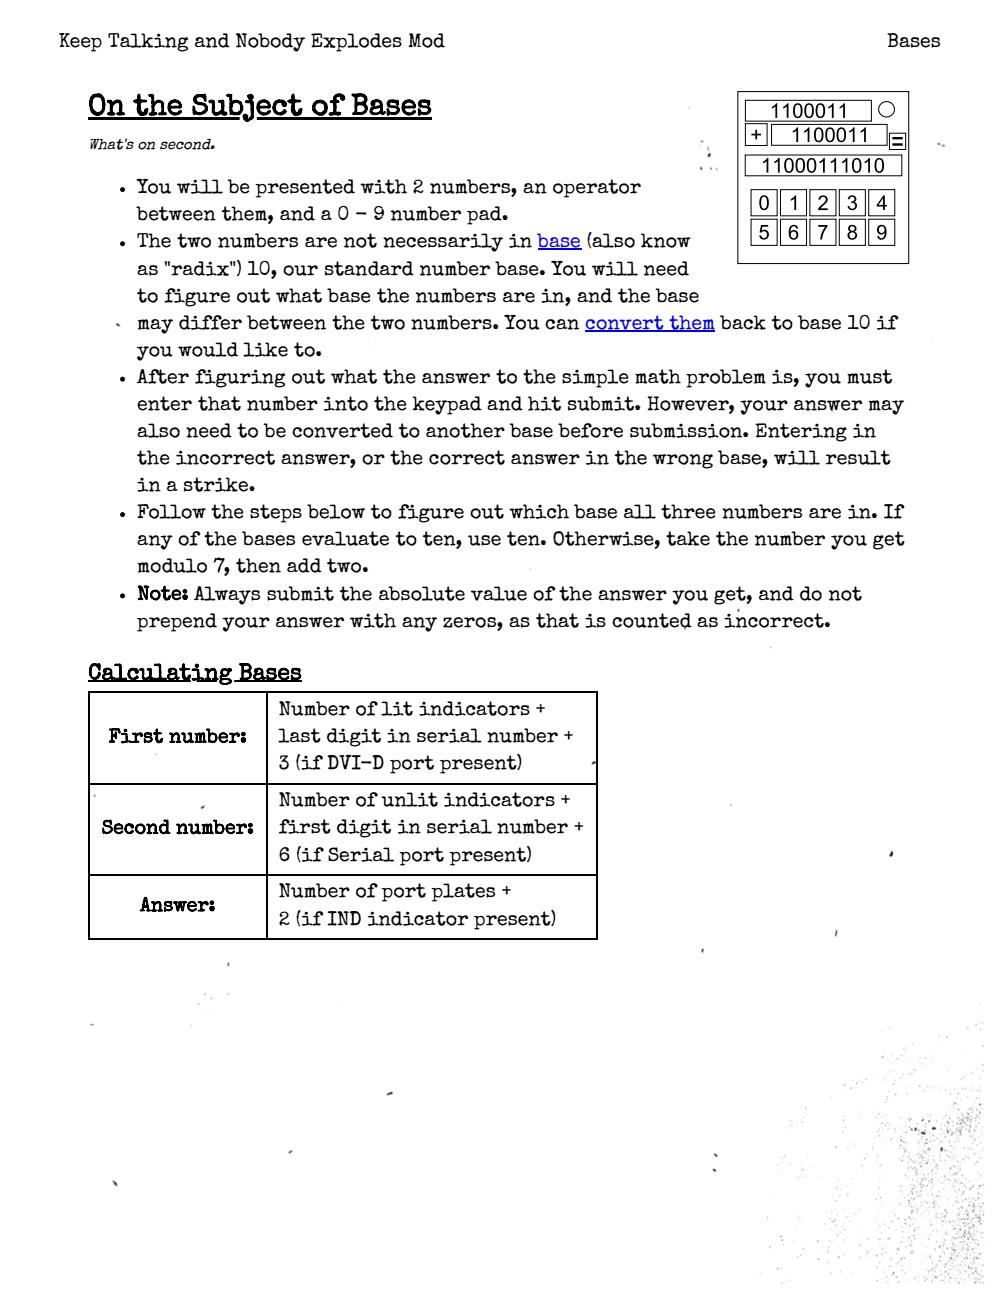 Keep Talking and Nobody Explodes Mod
Bases
On the Subject of Bases
What's on second.
• You will be presented with 2 numbers, an operator
between them, and a 0 – 9 number pad.
• The two numbers are not necessarily in base (also know
as "radix") 10, our standard number base. You will need
to figure out what base the numbers are in, and the base
may differ between the two numbers. You can convert them back to base 10 if
you would like to.
• After figuring out what the answer to the simple math problem is, you must
enter that number into the keypad and hit submit. However, your answer may
also need to be converted to another base before submission. Entering in
the incorrect answer, or the correct answer in the wrong base, will result
in a strike.
• Follow the steps below to figure out which base all three numbers are in. If
any of the bases evaluate to ten, use ten. Otherwise, take the number you get
modulo 7, then add two.
• Note: Always submit the absolute value of the answer you get, and do not
prepend your answer with any zeros, as that is counted as incorrect.
1100011
+ 1100011 =
11000111010
0 1 2 3 4
5 6 7 8 9
Calculating Bases
First number:
Number of lit indicators +
last digit in serial number +
3 (if DVI-D port present)
Second number:
Number of unlit indicators +
first digit in serial number +
6 (if Serial port present)
Answer:
Number of port plates +
2 (if IND indicator present)